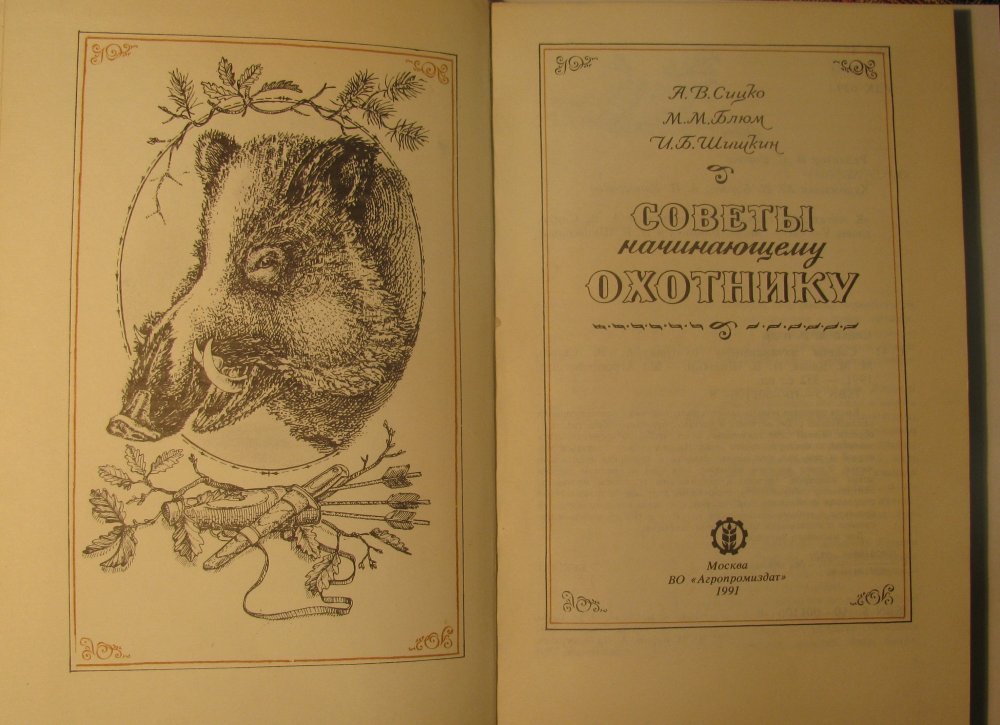 А.В.Сицко
М.М.Блюм
И.Б.Шишкин
СОВЕТЫ
начинающему
ОХОТНИКУ
Москва
ВО «Агропромиздат»
1991